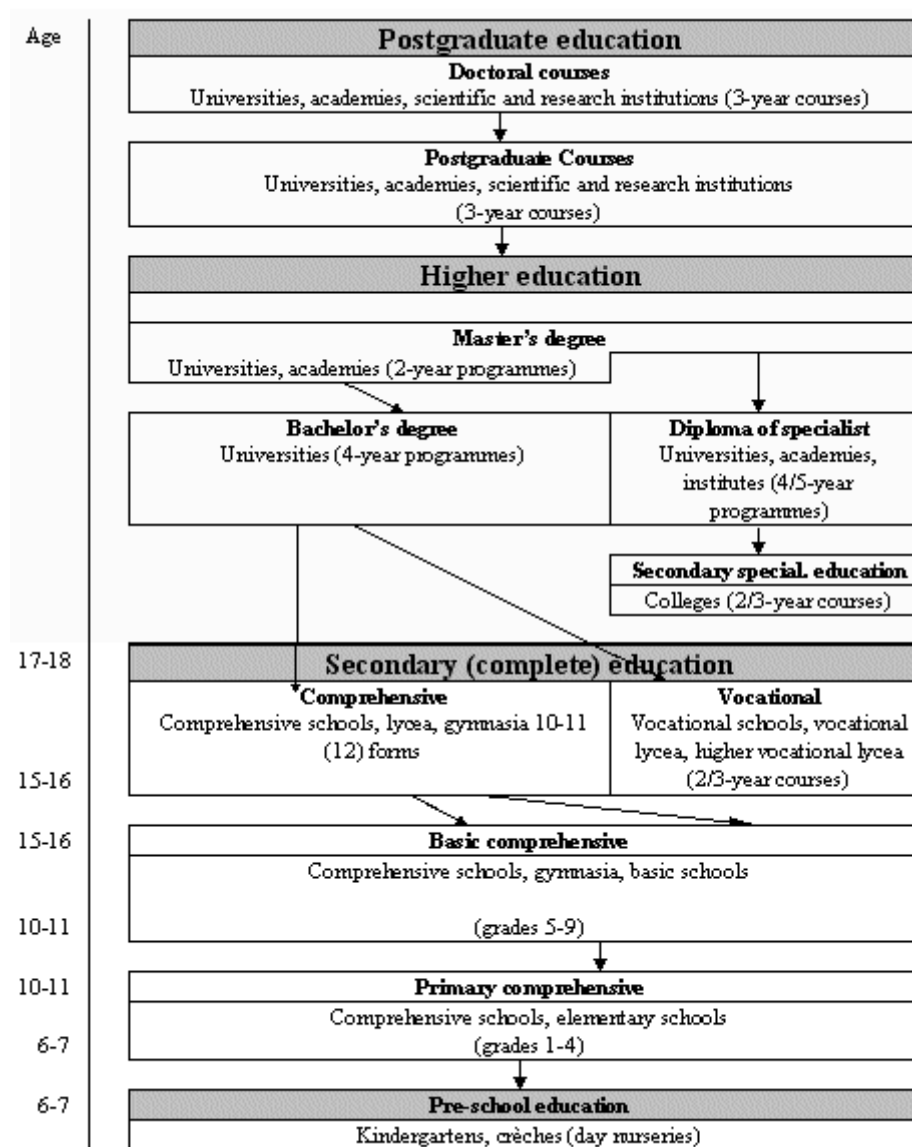 Age
Postgraduate education
Doctoral courses
Universities, academies, scientific and research institutions (3-year courses)
Postgraduate Courses
Universities, academies, scientific and research institutions
(3-year courses)
Higher education
Master's degree
Universities, academies (2-year programmes)
Bachelor's degree
Universities (4-year programmes)
Diploma of specialist
Universities, academies,
institutes (4/5-year
programmes)
Secondary special. education
Colleges (2/3-year courses)
17-18
Secondary (complete) education
Comprehensive
Comprehensive schools, lycea, gymnasia 10-11
(12) forms
Vocational
Vocational schools, vocational
lycea, higher vocational lycea
(2/3-year courses)
15-16
15-16
Basic comprehensive
Comprehensive schools, gymnasia, basic schools
10-11
(grades 5-9)
10-11
Primary comprehensive
Comprehensive schools, elementary schools
6-7
(grades 1-4)
6-7
Pre-school education
Kindergartens, crèches (day nurseries)